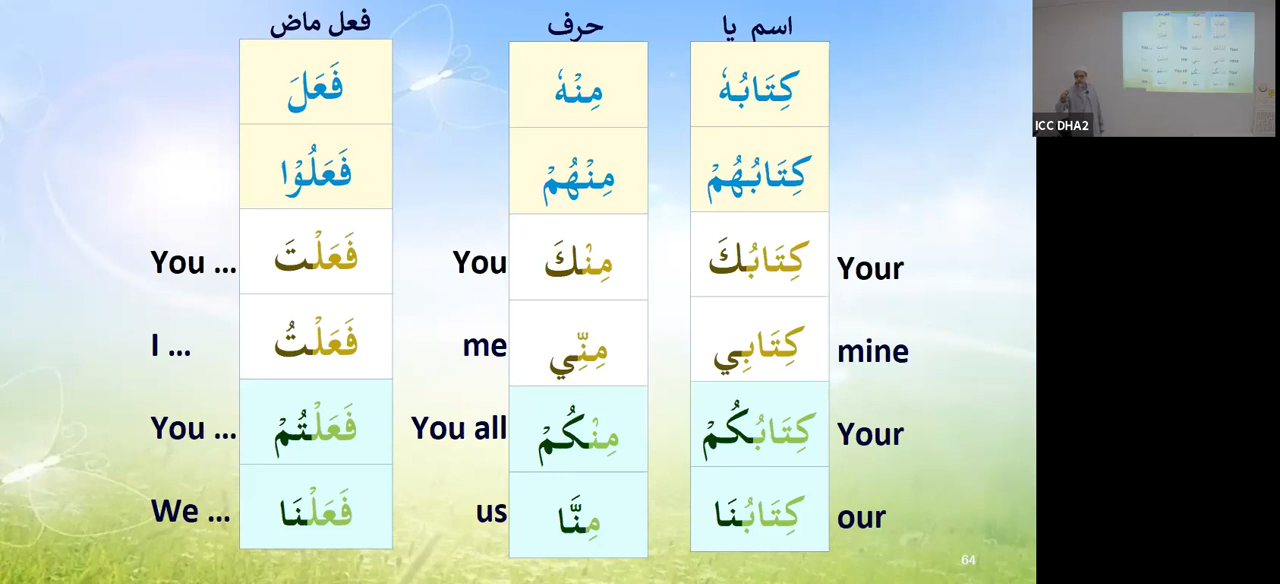 فعل ماض حرف اسم یا
فَعَلَ مِنْهٗ كِتَابُهٗ
فَعَلُوْا مِنْهُمْ كِتَابُهُمْ
You ... فَعَلْتَ You مِنْكَ كِتَابُكَ Your
I ... فَعَلْتُ me مِنِّي كِتَابِي mine
You ... فَعَلْتُمْ You all مِنْكُمْ كِتَابُكُمْ Your
We ... فَعَلْنَا us مِنَّا كِتَابُنَا our
64
ICC DHA2